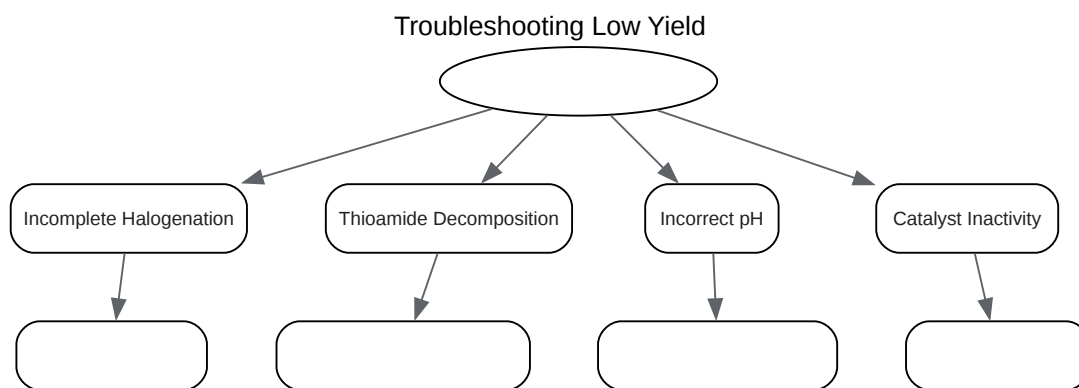 Troubleshooting Low Yield
Incomplete Halogenation
Thioamide Decomposition
Incorrect pH
Catalyst Inactivity